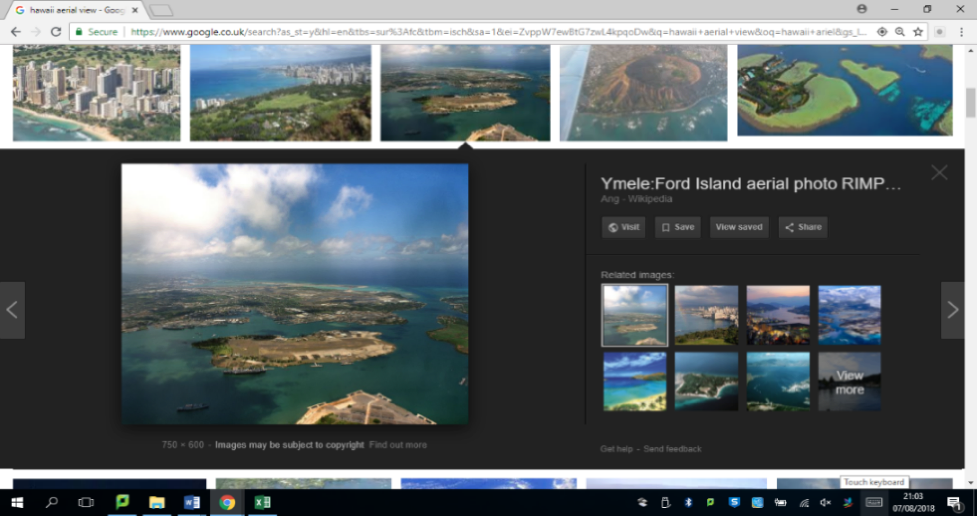 hawaii aerial view - Goog
Secure
https://www.google.co.uk/search?as_st=y&hl=en&tbs=sur%3Afc&tbm=isch&sa=1&ei=ZvppW7ewBtG7zwL4kpqoDw&q=hawaii+aerial+view&oq=hawaii+ariel&gs_l...
Ymele:Ford Island aerial photo RIMP...
Ang - Wikipedia
Visit Save View saved Share
Related images:
View
more
750 × 600 - Images may be subject to copyright Find out more
Get help - Send feedback
Touch keyboard
21:03
07/08/2018
1